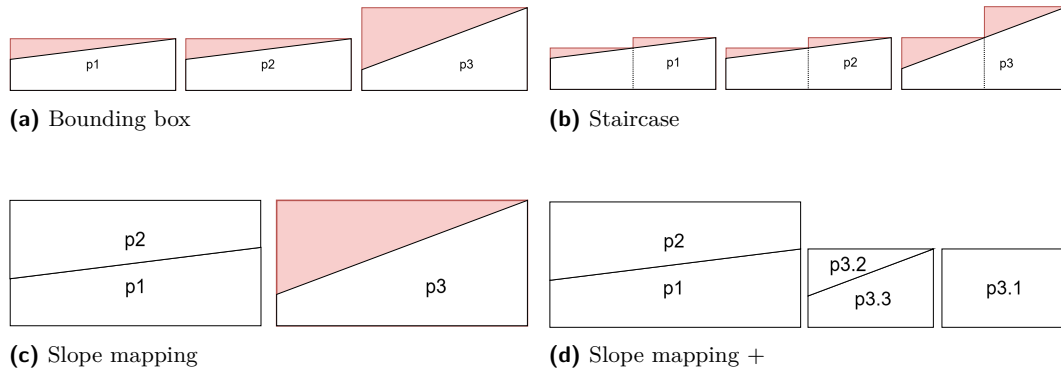 p1 p2 p3 p1 p2 p3
(a) Bounding box (b) Staircase
p2 p2
p3.2
p1 p3 p1 p3.3 p3.1
(c) Slope mapping (d) Slope mapping +